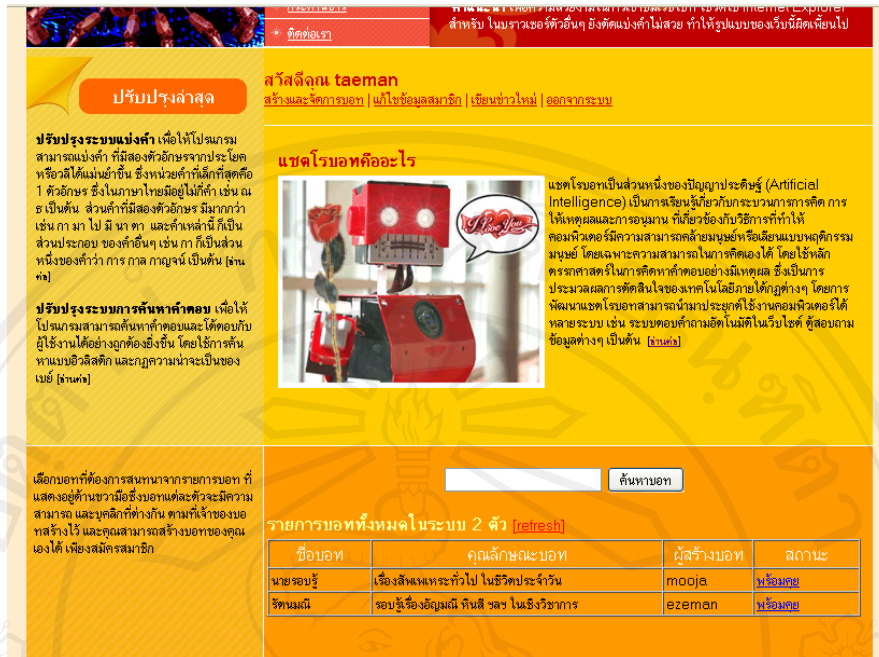 ติดต่อเรา
สำหรับ ในบราวเซอร์ตัวอื่นๆ ยังตัดแบ่งคำไม่สวย ทำให้รูปแบบของเว็บนี้ผิดเพี้ยนไป
ปรับปรุงล่าสุด
สวัสดีคุณ taeman
สร้างและจัดการบอท | แก้ไขข้อมูลสมาชิก | เขียนข่าวใหม่ | ออกจากระบบ
ปรับปรุงระบบแบ่งคำ เพื่อให้โปรแกรม
สามารถแบ่งคำ ที่มีสองตัวอักษรจากประโยค
หรือวลีได้แม่นยำขึ้น ซึ่งหน่วยคำที่เล็กที่สุดคือ
1 ตัวอักษร ซึ่งในภาษาไทยมีอยู่ไม่กี่คำ เช่น ณ
ธ เป็นต้น ส่วนคำที่มีสองตัวอักษร มีมากกว่า
เช่น กา มา ไป มี นา ตา และคำเหล่านี้ ก็เป็น
ส่วนประกอบ ของคำอื่นๆ เช่น กา ก็เป็นส่วน
หนึ่งของคำว่า การ กาล กาญจน์ เป็นต้น [อ่าน
ต่อ]
ปรับปรุงระบบการค้นหาคำตอบ เพื่อให้
โปรแกรมสามารถค้นหาคำตอบและโต้ตอบกับ
ผู้ใช้งานได้อย่างถูกต้องยิ่งขึ้น โดยใช้การค้น
หาแบบฮิวลิสติก และกฎความน่าจะเป็นของ
เบย์ [อ่านต่อ]
แชตโรบอทคืออะไร
I Love You
แชตโรบอทเป็นส่วนหนึ่งของปัญญาประดิษฐ์ (Artificial
Intelligence) เป็นการเรียนรู้เกี่ยวกับกระบวนการการคิด การ
ให้เหตุผลและการอนุมาน ที่เกี่ยวข้องกับวิธีการที่ทำให้
คอมพิวเตอร์มีความสามารถคล้ายมนุษย์หรือเลียนแบบพฤติกรรม
มนุษย์ โดยเฉพาะความสามารถในการคิดเองได้ โดยใช้หลัก
ตรรกศาสตร์ในการคิดหาคำตอบอย่างมีเหตุผล ซึ่งเป็นการ
ประมวลผลการตัดสินใจของเทคโนโลยีภายใต้กฎต่างๆ โดยการ
พัฒนาแชตโรบอทสามารถนำมาประยุกต์ใช้งานคอมพิวเตอร์ได้
หลายระบบ เช่น ระบบตอบคำถามอัตโนมัติในเว็บไซต์ ตู้สอบถาม
ข้อมูลต่างๆ เป็นต้น [อ่านต่อ]
เลือกบอทที่ต้องการสนทนาจากรายการบอท ที่
แสดงอยู่ด้านขวามือซึ่งบอทแต่ละตัวจะมีความ
สามารถ และบุคลิกที่ต่างกัน ตามที่เจ้าของบอ
ทสร้างไว้ และคุณสามารถสร้างบอทของคุณ
เองได้ เพียงสมัครสมาชิก
ค้นหาบอท
รายการบอททั้งหมดในระบบ 2 ตัว [refresh]
ชื่อบอท คุณลักษณะบอท ผู้สร้างบอท สถานะ
นายรอบรู้ เรื่องสัพเพเหระทั่วไป ในชีวิตประจำวัน mooja พร้อมคุย
รัตนมณี รอบรู้เรื่องอัญมณี หินสี ฯลฯ ในเชิงวิชาการ ezeman พร้อมคุย